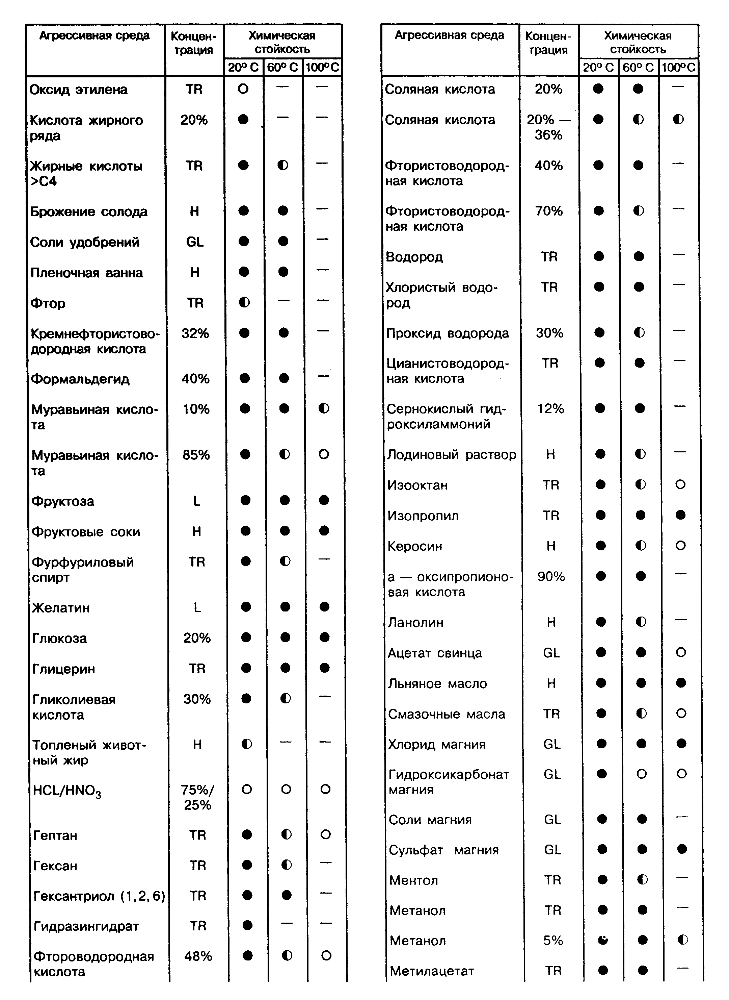 Агрессивная среда
Концен-
трация
Химическая
стойкость
20° C 60° C 100°C
Оксид этилена TR ○ — —
Кислота жирного 20% ● — —
ряда
Жирные кислоты TR ● ◐ —
>C4
Брожение солода H ● ● —
Соли удобрений GL ● ● —
Пленочная ванна H ● ● —
Фтор TR ◐ — —
Кремнефтористово- 32% ● ● —
дородная кислота
Формальдегид 40% ● ● —
Муравьиная кисло- 10% ● ● ◐
та
Муравьиная кисло- 85% ● ◐ ○
та
Фруктоза L ● ● ●
Фруктовые соки H ● ● ●
Фурфуриловый TR ● ◐ —
спирт
Желатин L ● ● ●
Глюкоза 20% ● ● ●
Глицерин TR ● ● ●
Гликолиевая 30% ● ◐ —
кислота
Топленый живот- H ◐ — —
ный жир
HCL/HNO3 75%/ ○ ○ ○
25%
Гептан TR ● ◐ ○
Гексан TR ● ◐ —
Гексантриол (1,2,6) TR ● ● —
Гидразингидрат TR ● — —
Фтороводородная 48% ● ◐ ○
кислота
Агрессивная среда
Концен-
трация
Химическая
стойкость
20° C 60° C 100°C
Соляная кислота 20% ● ● —
Соляная кислота 20% — ● ◐ ◐
36%
Фтористоводород- 40% ● ● —
ная кислота
Фтористоводород- 70% ● ◐ —
ная кислота
Водород TR ● ● —
Хлористый водо- TR ● ● —
род
Проксид водорода 30% ● ◐ —
Цианистоводород- TR ● ● —
ная кислота
Сернокислый гид- 12% ● ● —
роксиламмоний
Лодиновый раствор H ● ◐ —
Изооктан TR ● ◐ ○
Изопропил TR ● ● ●
Керосин H ● ◐ ○
а — оксипропионо- 90% ● ● —
вая кислота
Ланолин H ● ◐ —
Ацетат свинца GL ● ● ○
Льняное масло H ● ● ●
Смазочные масла TR ● ◐ ○
Хлорид магния GL ● ● ●
Гидроксикарбонат GL ● ○ ○
магния
Соли магния GL ● ● —
Сульфат магния GL ● ● ●
Ментол TR ● ◐ —
Метанол TR ● ● —
Метанол 5% ● ● ◐
Метилацетат TR ● ● —